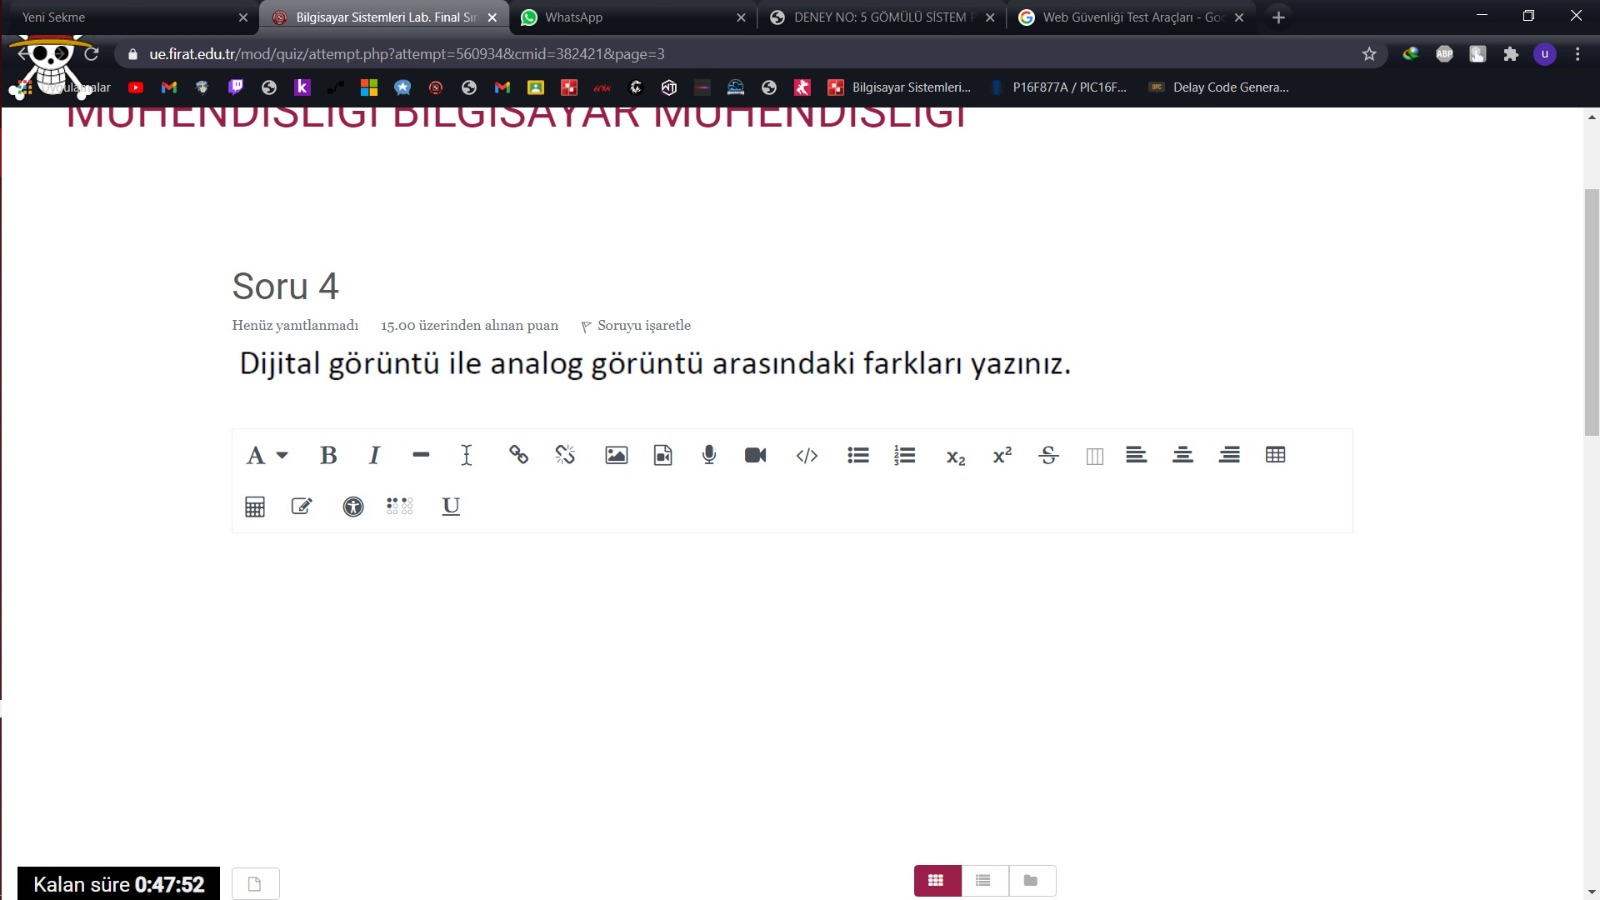 Yeni Sekme
Bilgisayar Sistemleri Lab. Final Sın
WhatsApp
DENEY NO: 5 GÖMÜLÜ SİSTEM P
Web Güvenliği Test Araçları - Goo
ue.firat.edu.tr/mod/quiz/attempt.php?attempt=560934&cmid=382421&page=3
ABP
u
Bilgisayar Sistemleri...
P16F877A / PIC16F...
Delay Code Genera...
MÜHENDİSLİĞİ BİLGİSAYAR MÜHENDİSLİĞİ
Soru 4
Henüz yanıtlanmadı 15.00 üzerinden alınan puan Soruyu işaretle
Dijital görüntü ile analog görüntü arasındaki farkları yazınız.
Kalan süre 0:47:52